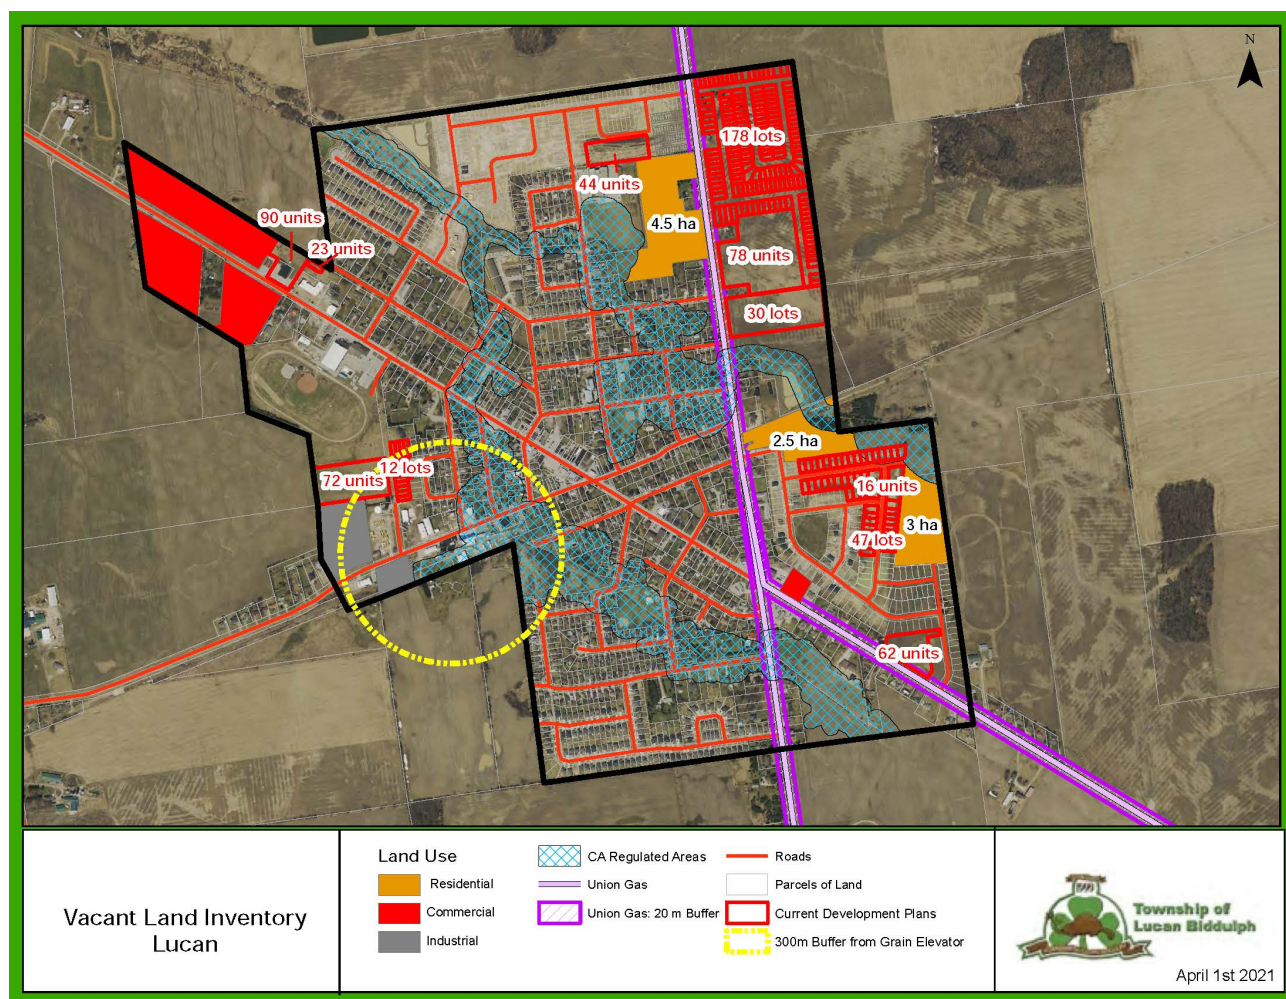 N
178 lots
44 units
4.5 ha
90 units
23 units
78 units
30 lots
2.5 ha
12 lots
72 units
16 units
3 ha
47 lots
62 units
Vacant Land Inventory
Lucan
Land Use
Residential
Commercial
Industrial
CA Regulated Areas
Union Gas
Union Gas: 20 m Buffer
Roads
Parcels of Land
Current Development Plans
300m Buffer from Grain Elevator
Township of
Lucan Biddulph
April 1st 2021